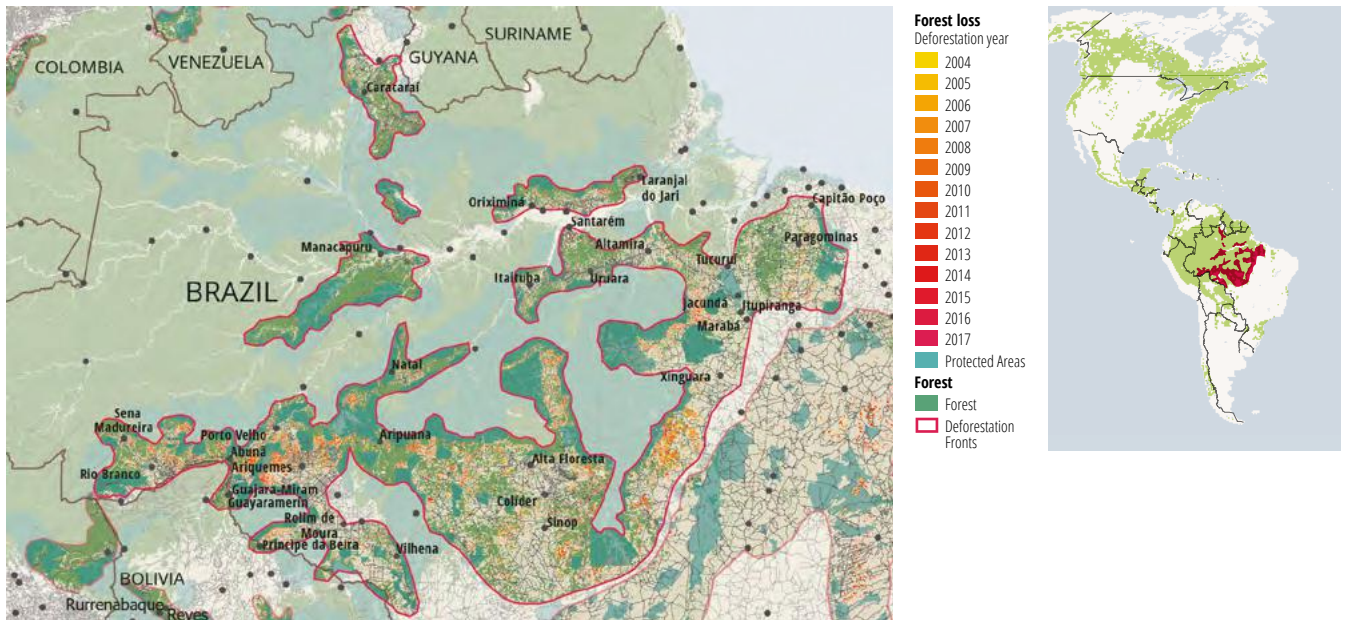 COLOMBIA
VENEZUELA
GUYANA
SURINAME
Caracaraí
Oriximiná
Laranjal
do Jari
Santarém
Capitão Poço
Manacapuru
Altamira
Paragominas
Tucuruí
Itaituba
Uruara
BRAZIL
Jacundá
Itupiranga
Marabá
Natal
Xinguara
Sena
Madureira
Porto Velho
Aripuana
Abunã
Ariquemes
Alta Floresta
Rio Branco
Guajara-Miram
Guayaramerin
Colíder
Rolim de
Moura
Sinop
Principe da Beira
Vilhena
BOLIVIA
Rurrenabaque
Reyes
Forest loss
Deforestation year
2004
2005
2006
2007
2008
2009
2010
2011
2012
2013
2014
2015
2016
2017
Protected Areas
Forest
Forest
Deforestation
Fronts